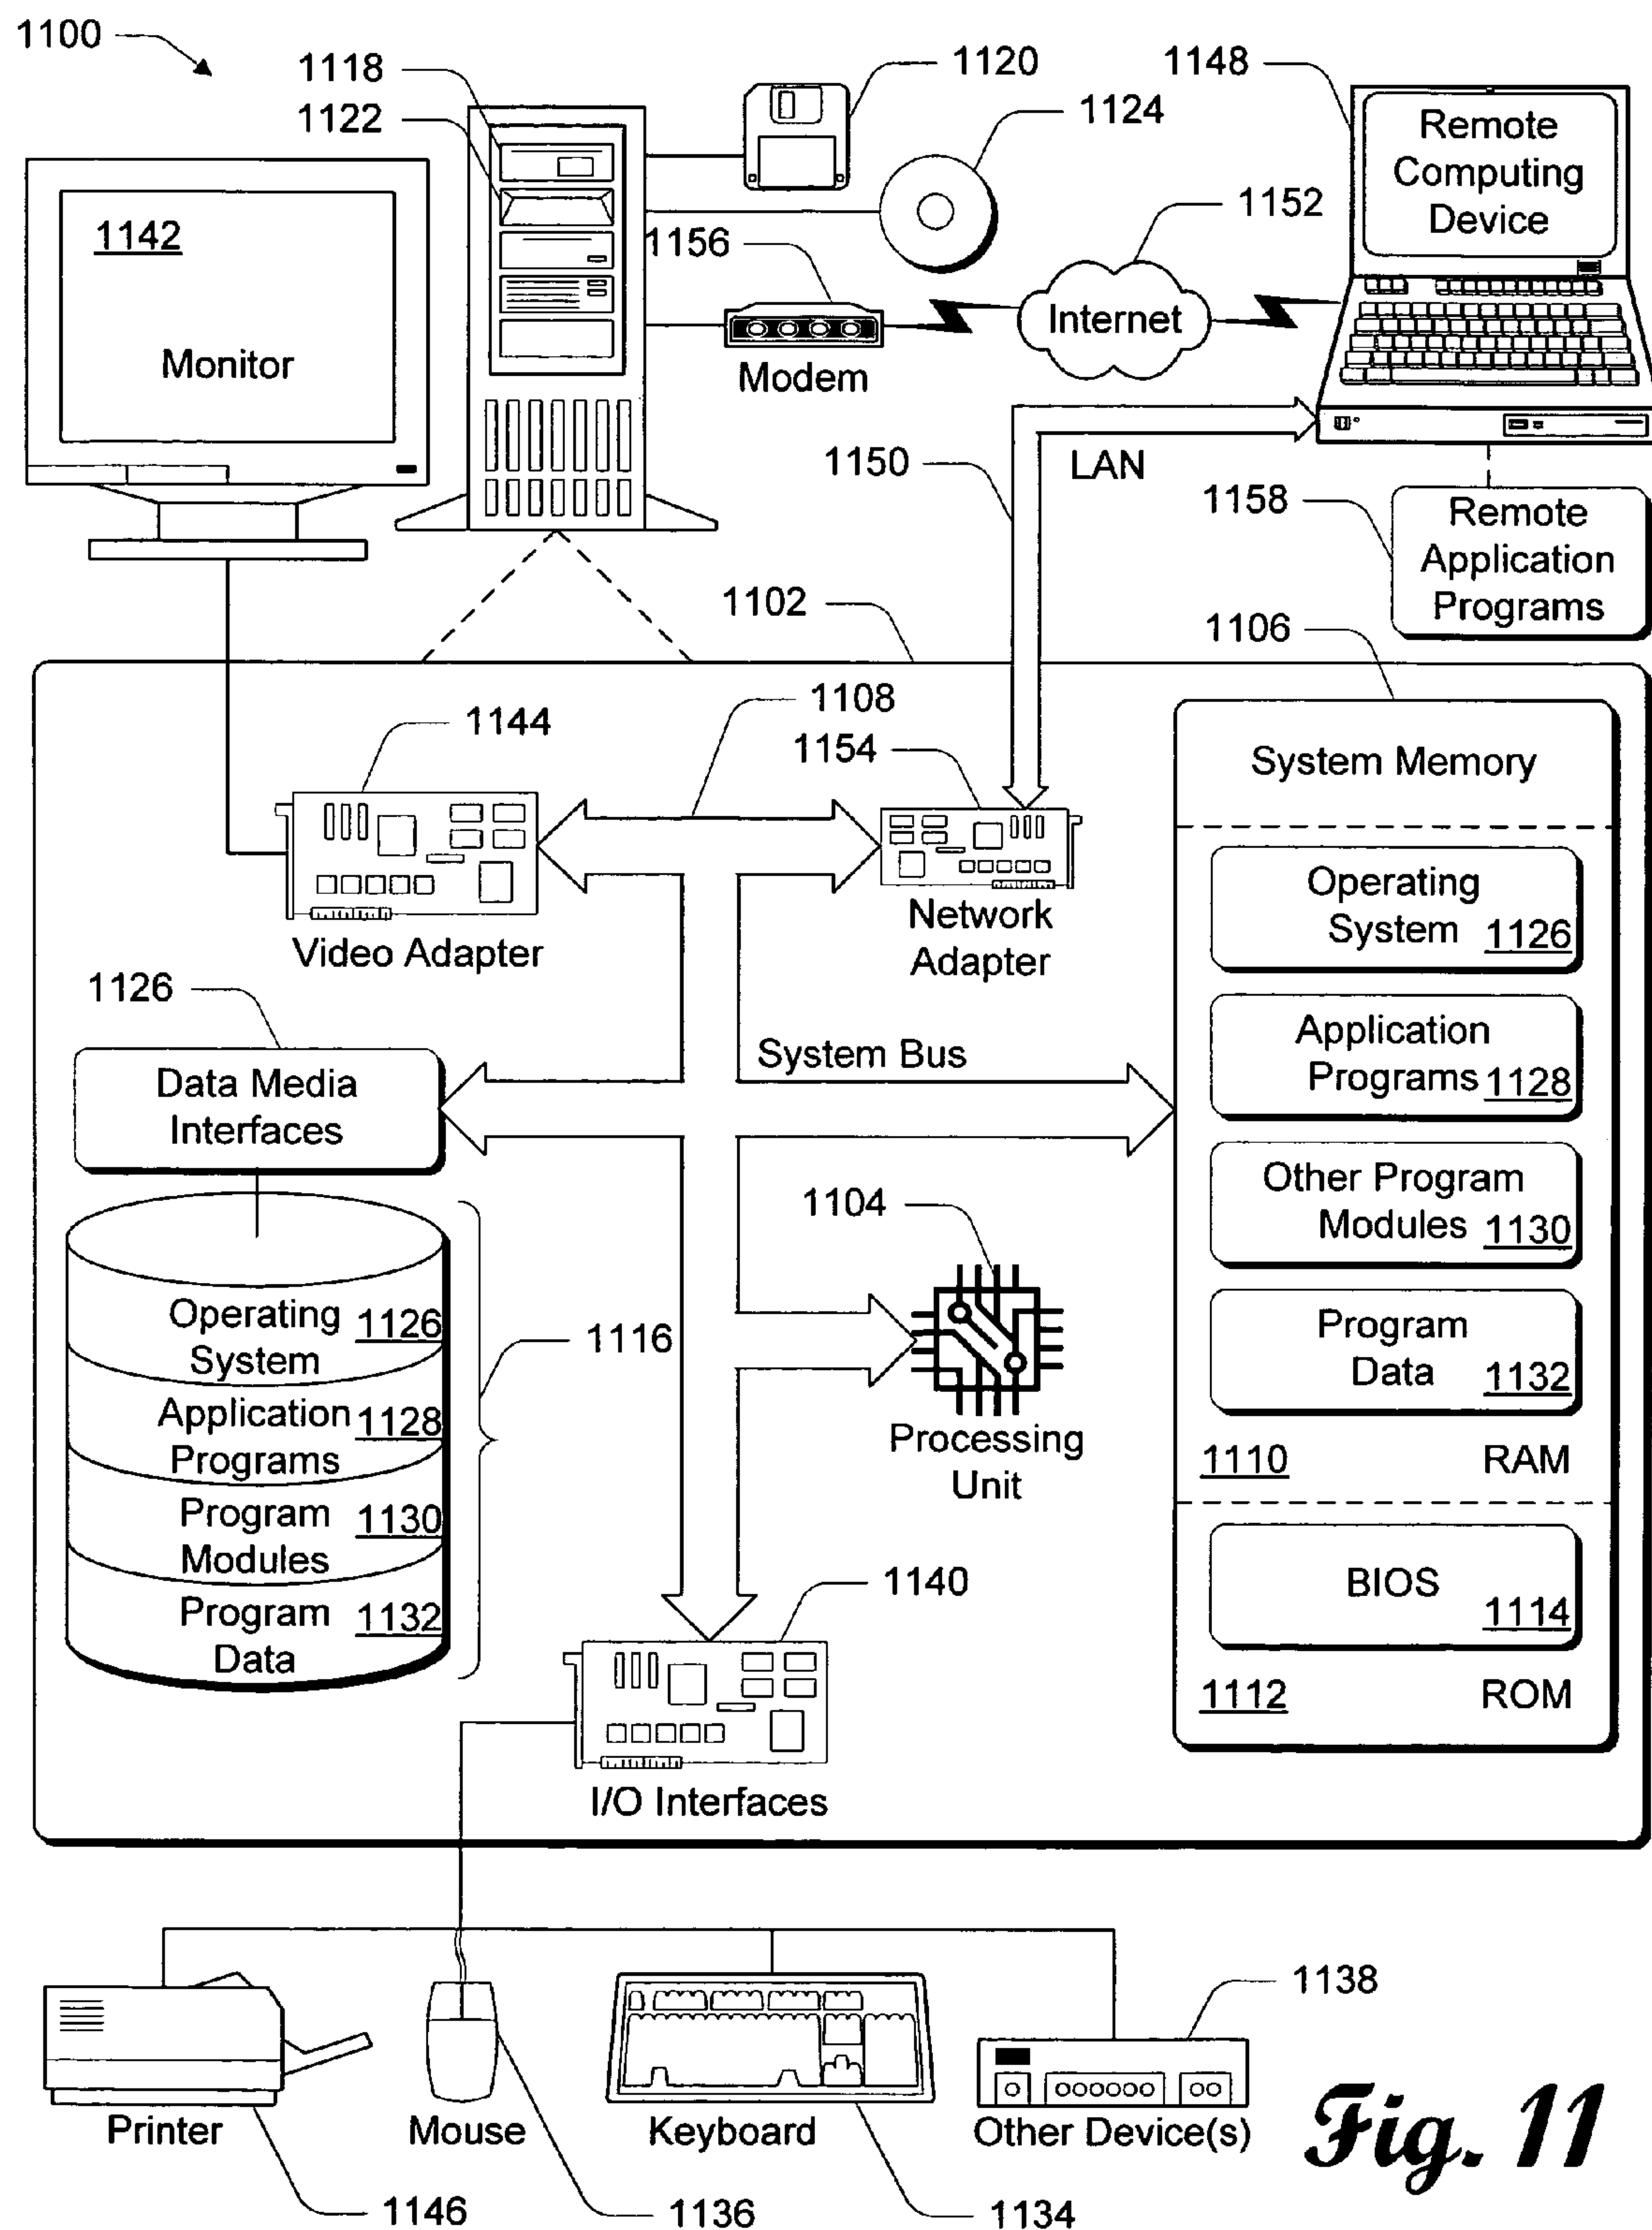 1100
1118
1122
1120
1124
1148
Remote
Computing
Device
1142
Monitor
1156
Modem
1152
Internet
1150
LAN
1158
Remote
Application
Programs
1102
1106
1108
1144
1154
Video Adapter
Network
Adapter
System Memory
Operating
System 1126
Application
Programs 1128
Other Program
Modules 1130
Program
Data 1132
1110 RAM
BIOS
1114
1112 ROM
1126
Data Media
Interfaces
System Bus
1104
Processing
Unit
Operating 1126
System
Application 1128
Programs
Program 1130
Modules
Program 1132
Data
1116
1140
I/O Interfaces
1138
Printer
Mouse
Keyboard
Other Device(s)
1146
1136
1134
Fig. 11